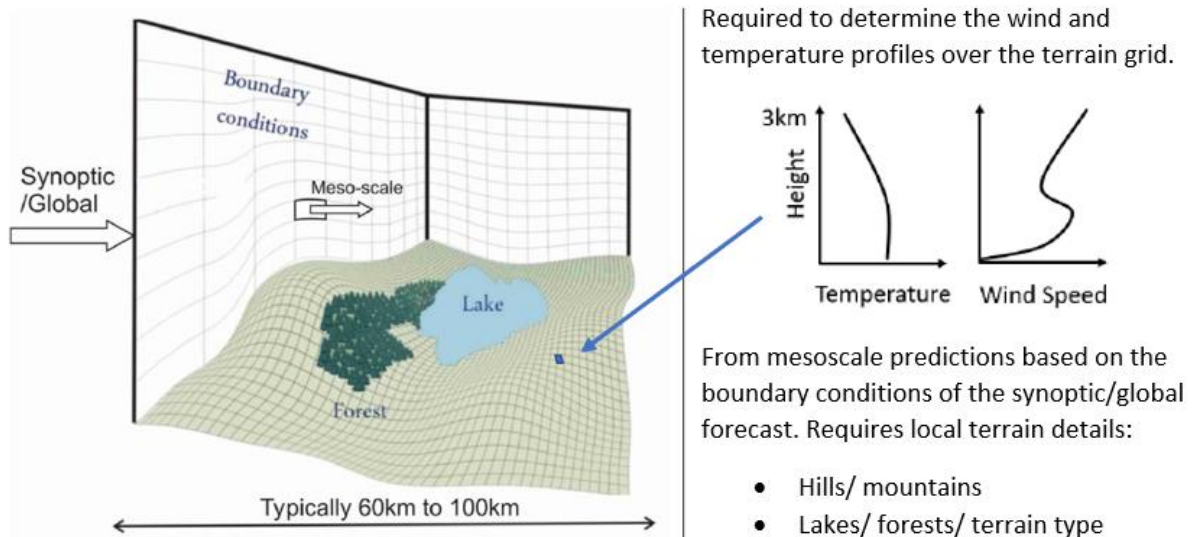 Boundary
conditions
Synoptic
/Global
Meso-scale
Lake
Forest
Typically 60km to 100km
Required to determine the wind and
temperature profiles over the terrain grid.
3km
Height
Temperature
Wind Speed
From mesoscale predictions based on the
boundary conditions of the synoptic/global
forecast. Requires local terrain details:
• Hills/ mountains
• Lakes/ forests/ terrain type